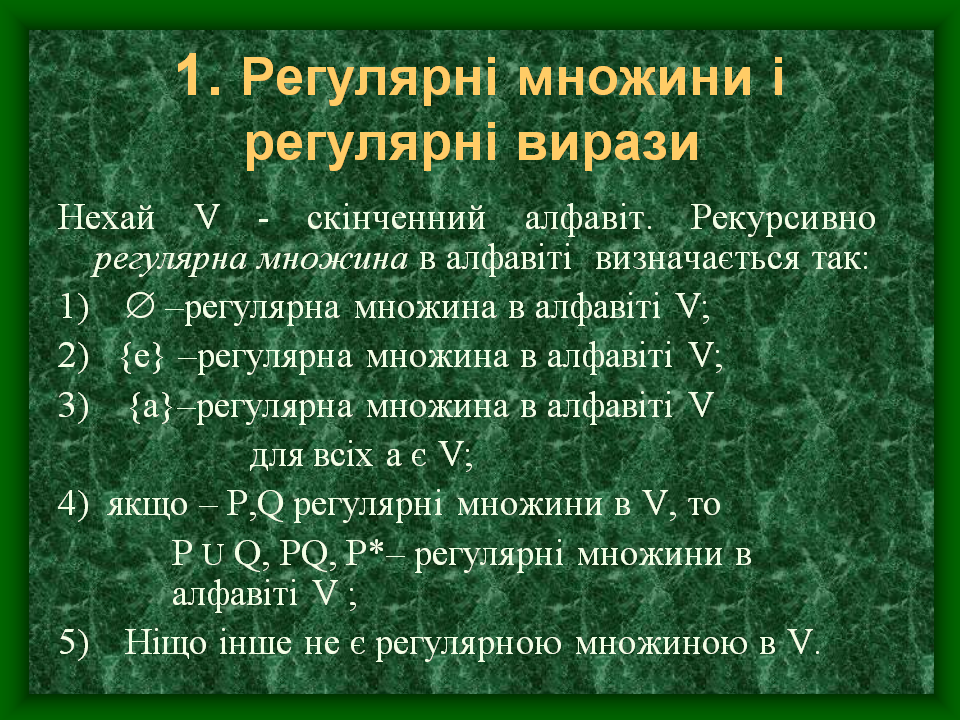 1. Регулярні множини і
регулярні вирази
Нехай V - скінченний алфавіт. Рекурсивно
регулярна множина в алфавіті визначається так:
1) ∅ –регулярна множина в алфавіті V;
2) {e} –регулярна множина в алфавіті V;
3) {a}–регулярна множина в алфавіті V
для всіх a є V;
4) якщо – P,Q регулярні множини в V, то
P U Q, PQ, P*– регулярні множини в
алфавіті V ;
5) Ніщо інше не є регулярною множиною в V.